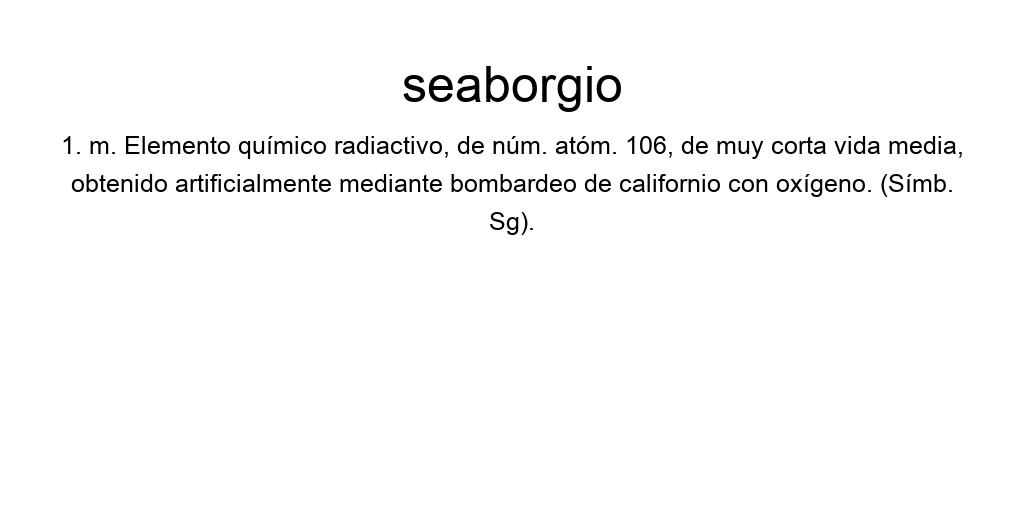 seaborgio
1. m. Elemento químico radiactivo, de núm. atóm. 106, de muy corta vida media,
obtenido artificialmente mediante bombardeo de californio con oxígeno. (Símb.
Sg).